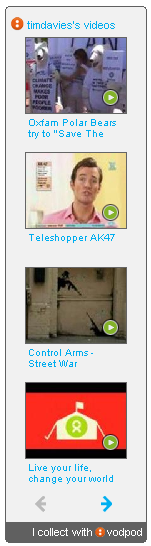 timdavies's videos
CLIMATE
CHANGE
MAKES
POOR
PEOPLE
Oxfam Polar Bears
try to "Save The
Teleshopper AK47
Control Arms -
Street War
Live your life,
change your world
I collect with vodpod